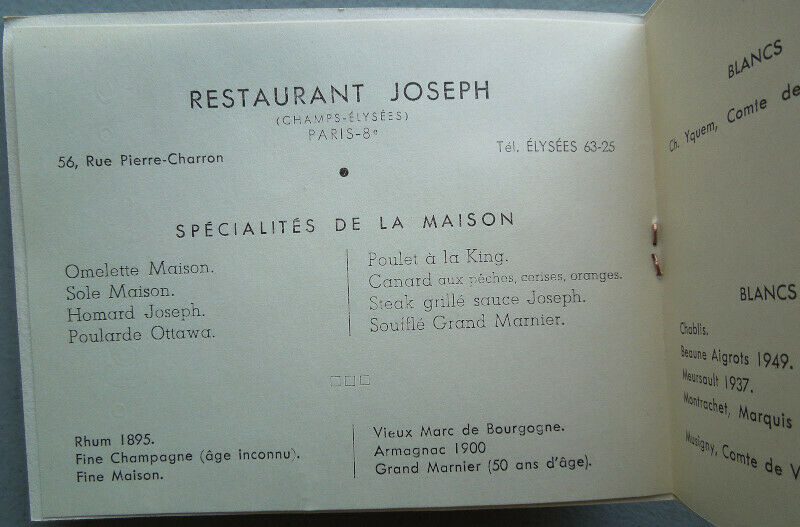 RESTAURANT JOSEPH
(CHAMPS-ÉLYSÉES)
PARIS-8e
56, Rue Pierre-Charron
Tél. ÉLYSÉES 63-25
SPÉCIALITÉS DE LA MAISON
Omelette Maison.
Sole Maison.
Homard Joseph.
Poularde Ottawa.
Poulet à la King.
Canard aux pêches, cerises, oranges.
Steak grillé sauce Joseph.
Soufflé Grand Marnier.
Rhum 1895.
Fine Champagne (âge inconnu).
Fine Maison.
Vieux Marc de Bourgogne.
Armagnac 1900
Grand Marnier (50 ans d'âge).
BLANCS
Ch. Yquem, Comte de
BLANCS
Chablis.
Beaune Aigrots 1949.
Meursault 1937.
Montrachet, Marquis
Musigny, Comte de V